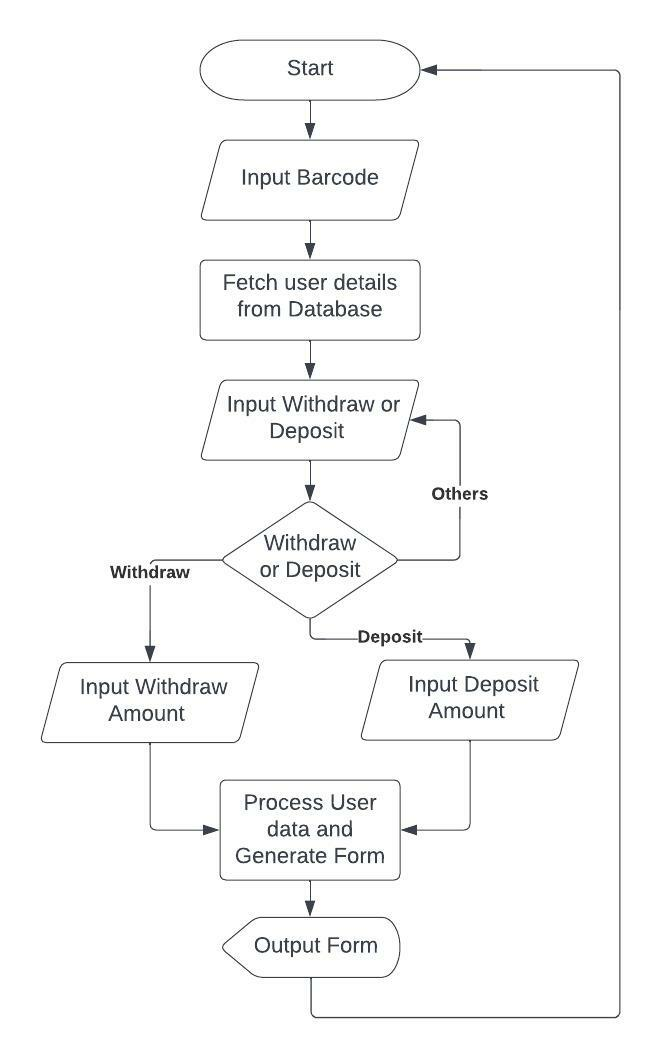 Start
Input Barcode
Fetch user details
from Database
Input Withdraw or
Deposit
Others
Withdraw
or Deposit
Withdraw
Deposit
Input Withdraw
Amount
Input Deposit
Amount
Process User
data and
Generate Form
Output Form